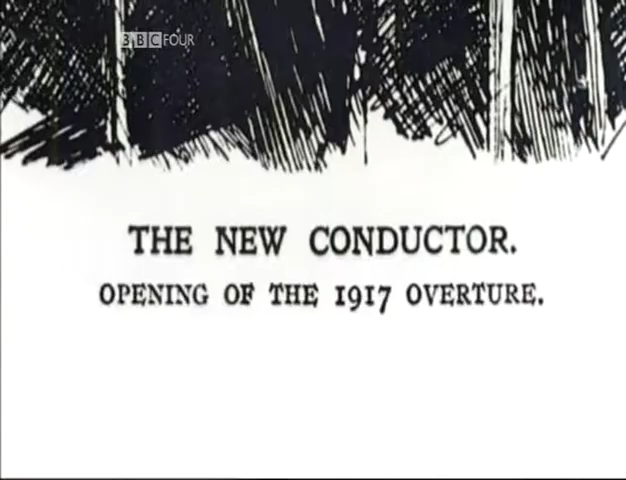 BBC FOUR
THE NEW CONDUCTOR.
OPENING OF THE 1917 OVERTURE.